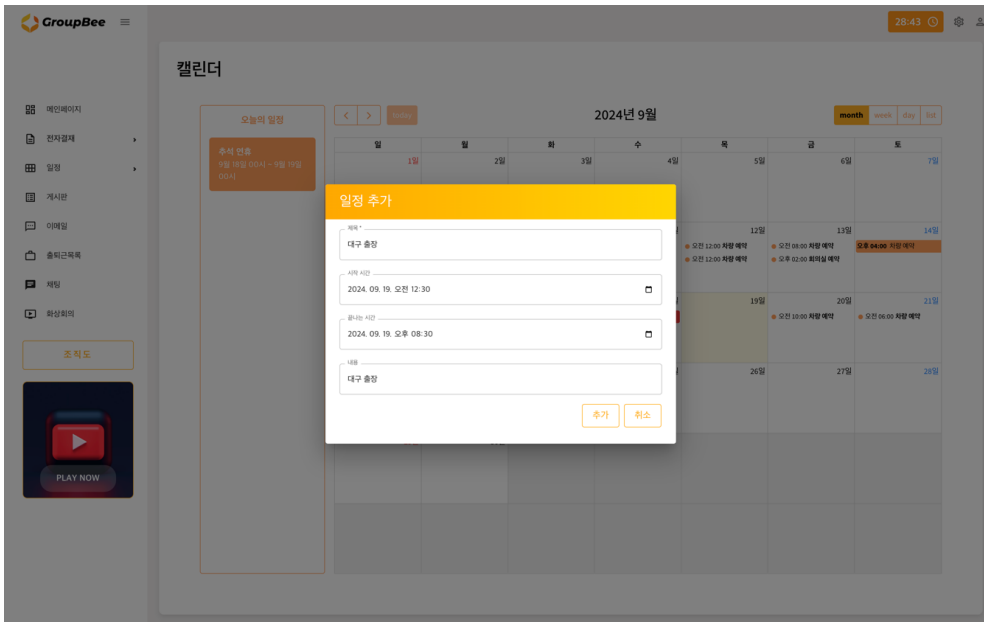 GroupBee
28:43
캘린더
메인페이지
전자결재
일정
게시판
이메일
출퇴근목록
채팅
화상회의
조직도
PLAY NOW
오늘의 일정
추석 연휴
9월 18일 00시 ~ 9월 19일
00시
today
2024년 9월
month week day list
일 월 화 수 목 금 토
1일 2일 3일 4일 5일 6일 7일
12일 13일 14일
오전 12:00 차량 예약 오전 08:00 차량 예약 오후 04:00 차량 예약
오전 12:00 차량 예약 오후 02:00 회의실 예약
19일 20일 21일
오전 10:00 차량 예약 오전 06:00 차량 예약
26일 27일 28일
일정 추가
제목 *
대구 출장
시작 시간
2024. 09. 19. 오전 12:30
끝나는 시간
2024. 09. 19. 오후 08:30
내용
대구 출장
추가 취소